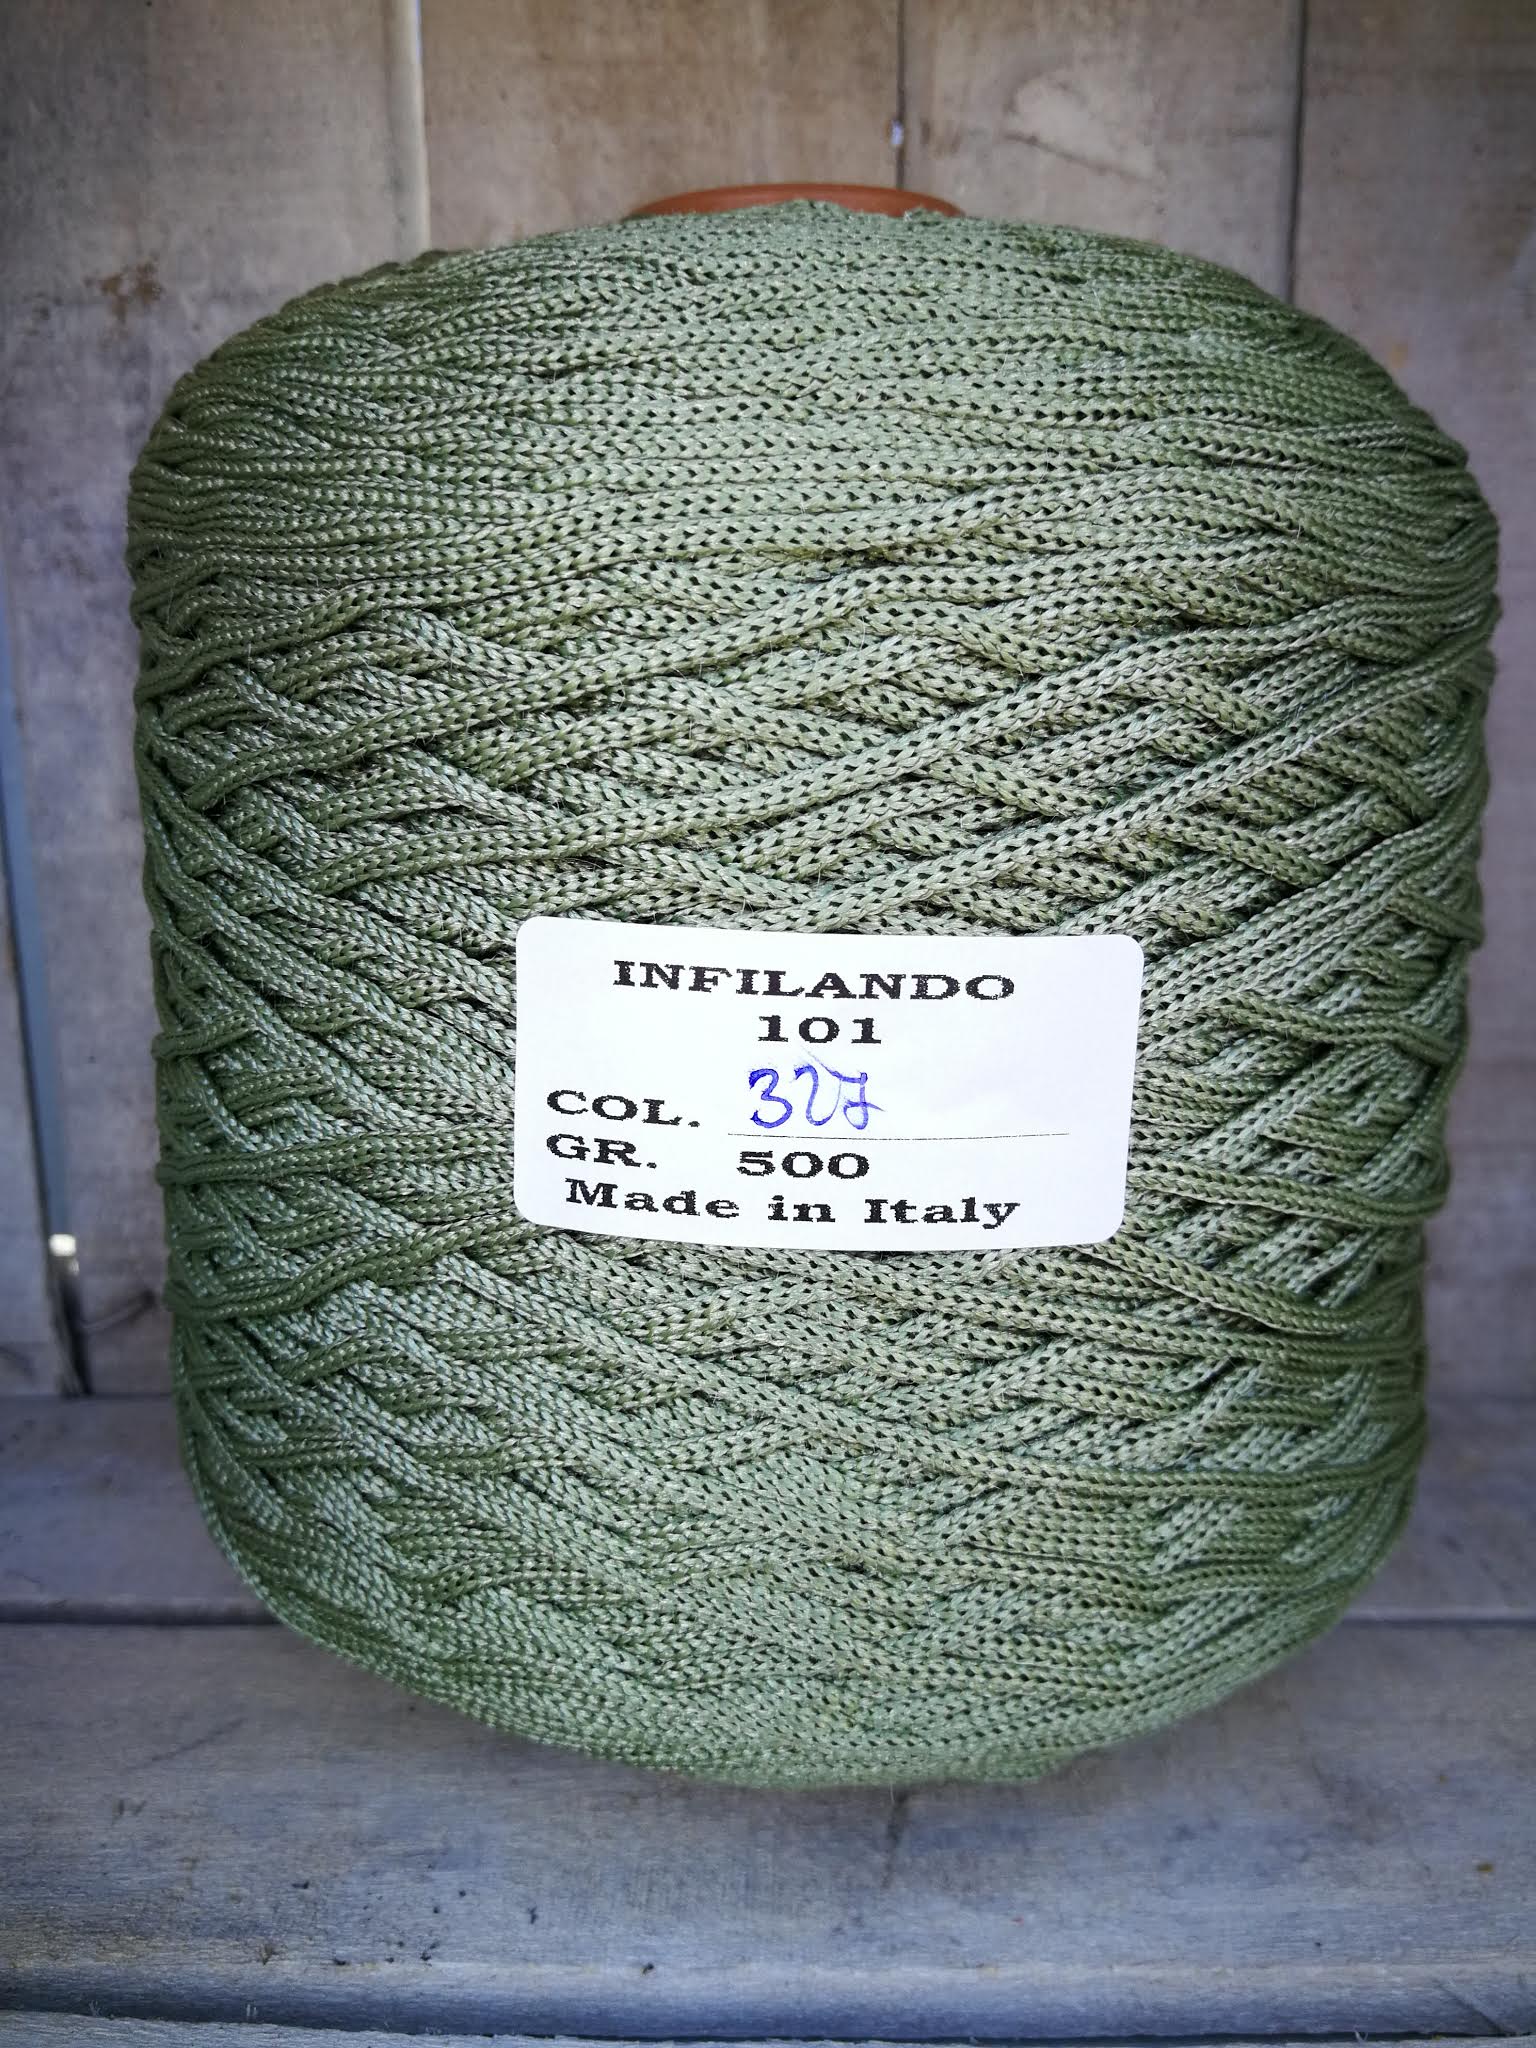 INFILANDO
101
COL. 327
GR. 500
Made in Italy